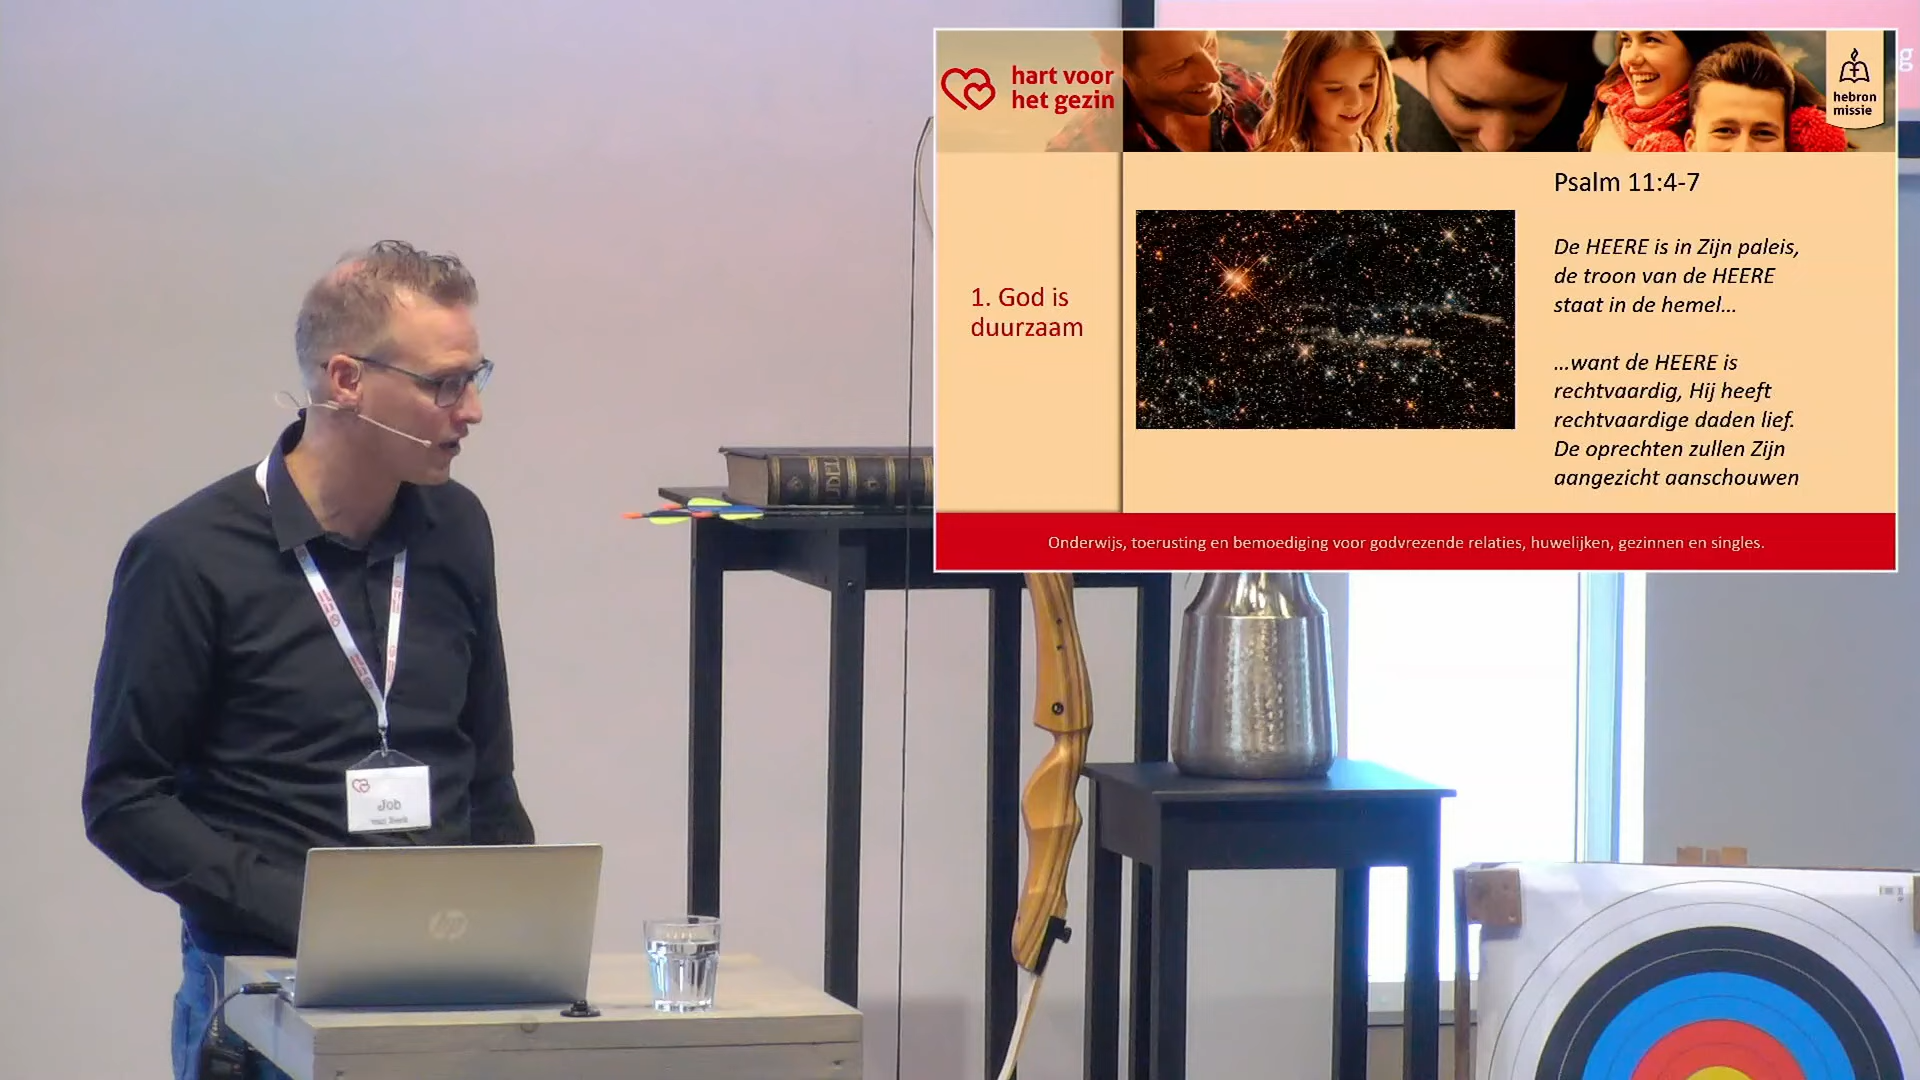 hart voor
het gezin
hebron
missie
g
1. God is
duurzaam
Psalm 11:4-7
De HEERE is in Zijn paleis,
de troon van de HEERE
staat in de hemel...
...want de HEERE is
rechtvaardig, Hij heeft
rechtvaardige daden lief.
De oprechten zullen Zijn
aangezicht aanschouwen
Onderwijs, toerusting en bemoediging voor godvrezende relaties, huwelijken, gezinnen en singles.
Job
hp